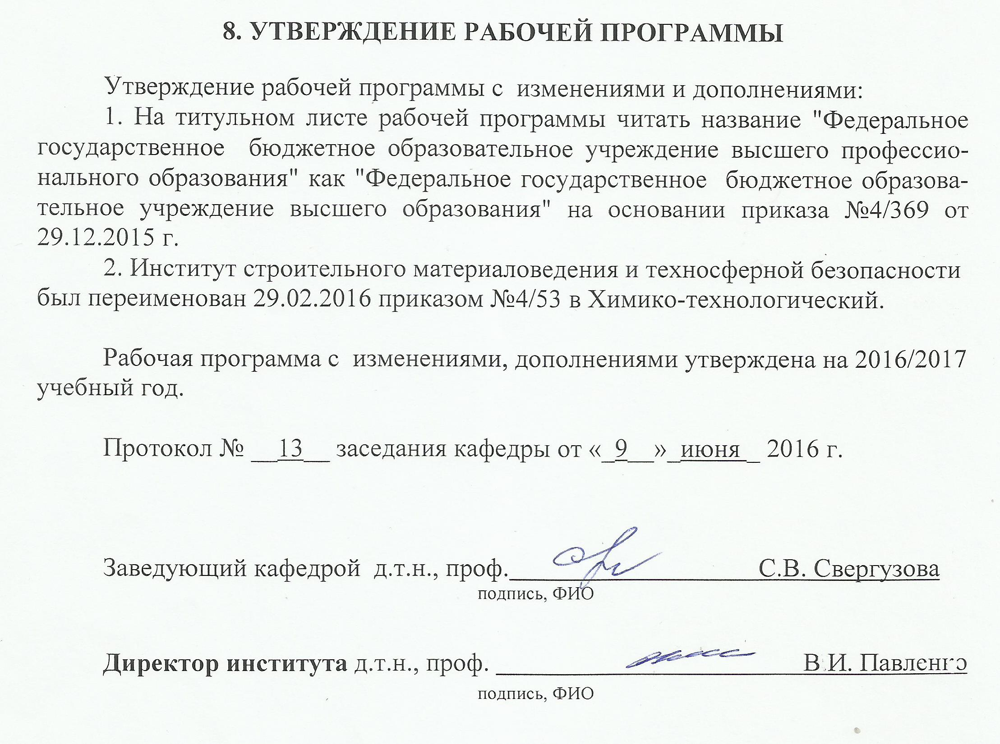 8. УТВЕРЖДЕНИЕ РАБОЧЕЙ ПРОГРАММЫ
Утверждение рабочей программы с изменениями и дополнениями:
1. На титульном листе рабочей программы читать название "Федеральное
государственное бюджетное образовательное учреждение высшего профессио-
нального образования" как "Федеральное государственное бюджетное образова-
тельное учреждение высшего образования" на основании приказа №4/369 от
29.12.2015 г.
2. Институт строительного материаловедения и техносферной безопасности
был переименован 29.02.2016 приказом №4/53 в Химико-технологический.
Рабочая программа с изменениями, дополнениями утверждена на 2016/2017
учебный год.
Протокол № __13__ заседания кафедры от «_9__»_июня_ 2016 г.
Заведующий кафедрой д.т.н., проф. С.В. Свергузова
подпись, ФИО
Директор института д.т.н., проф. В.И. Павленко
подпись, ФИО